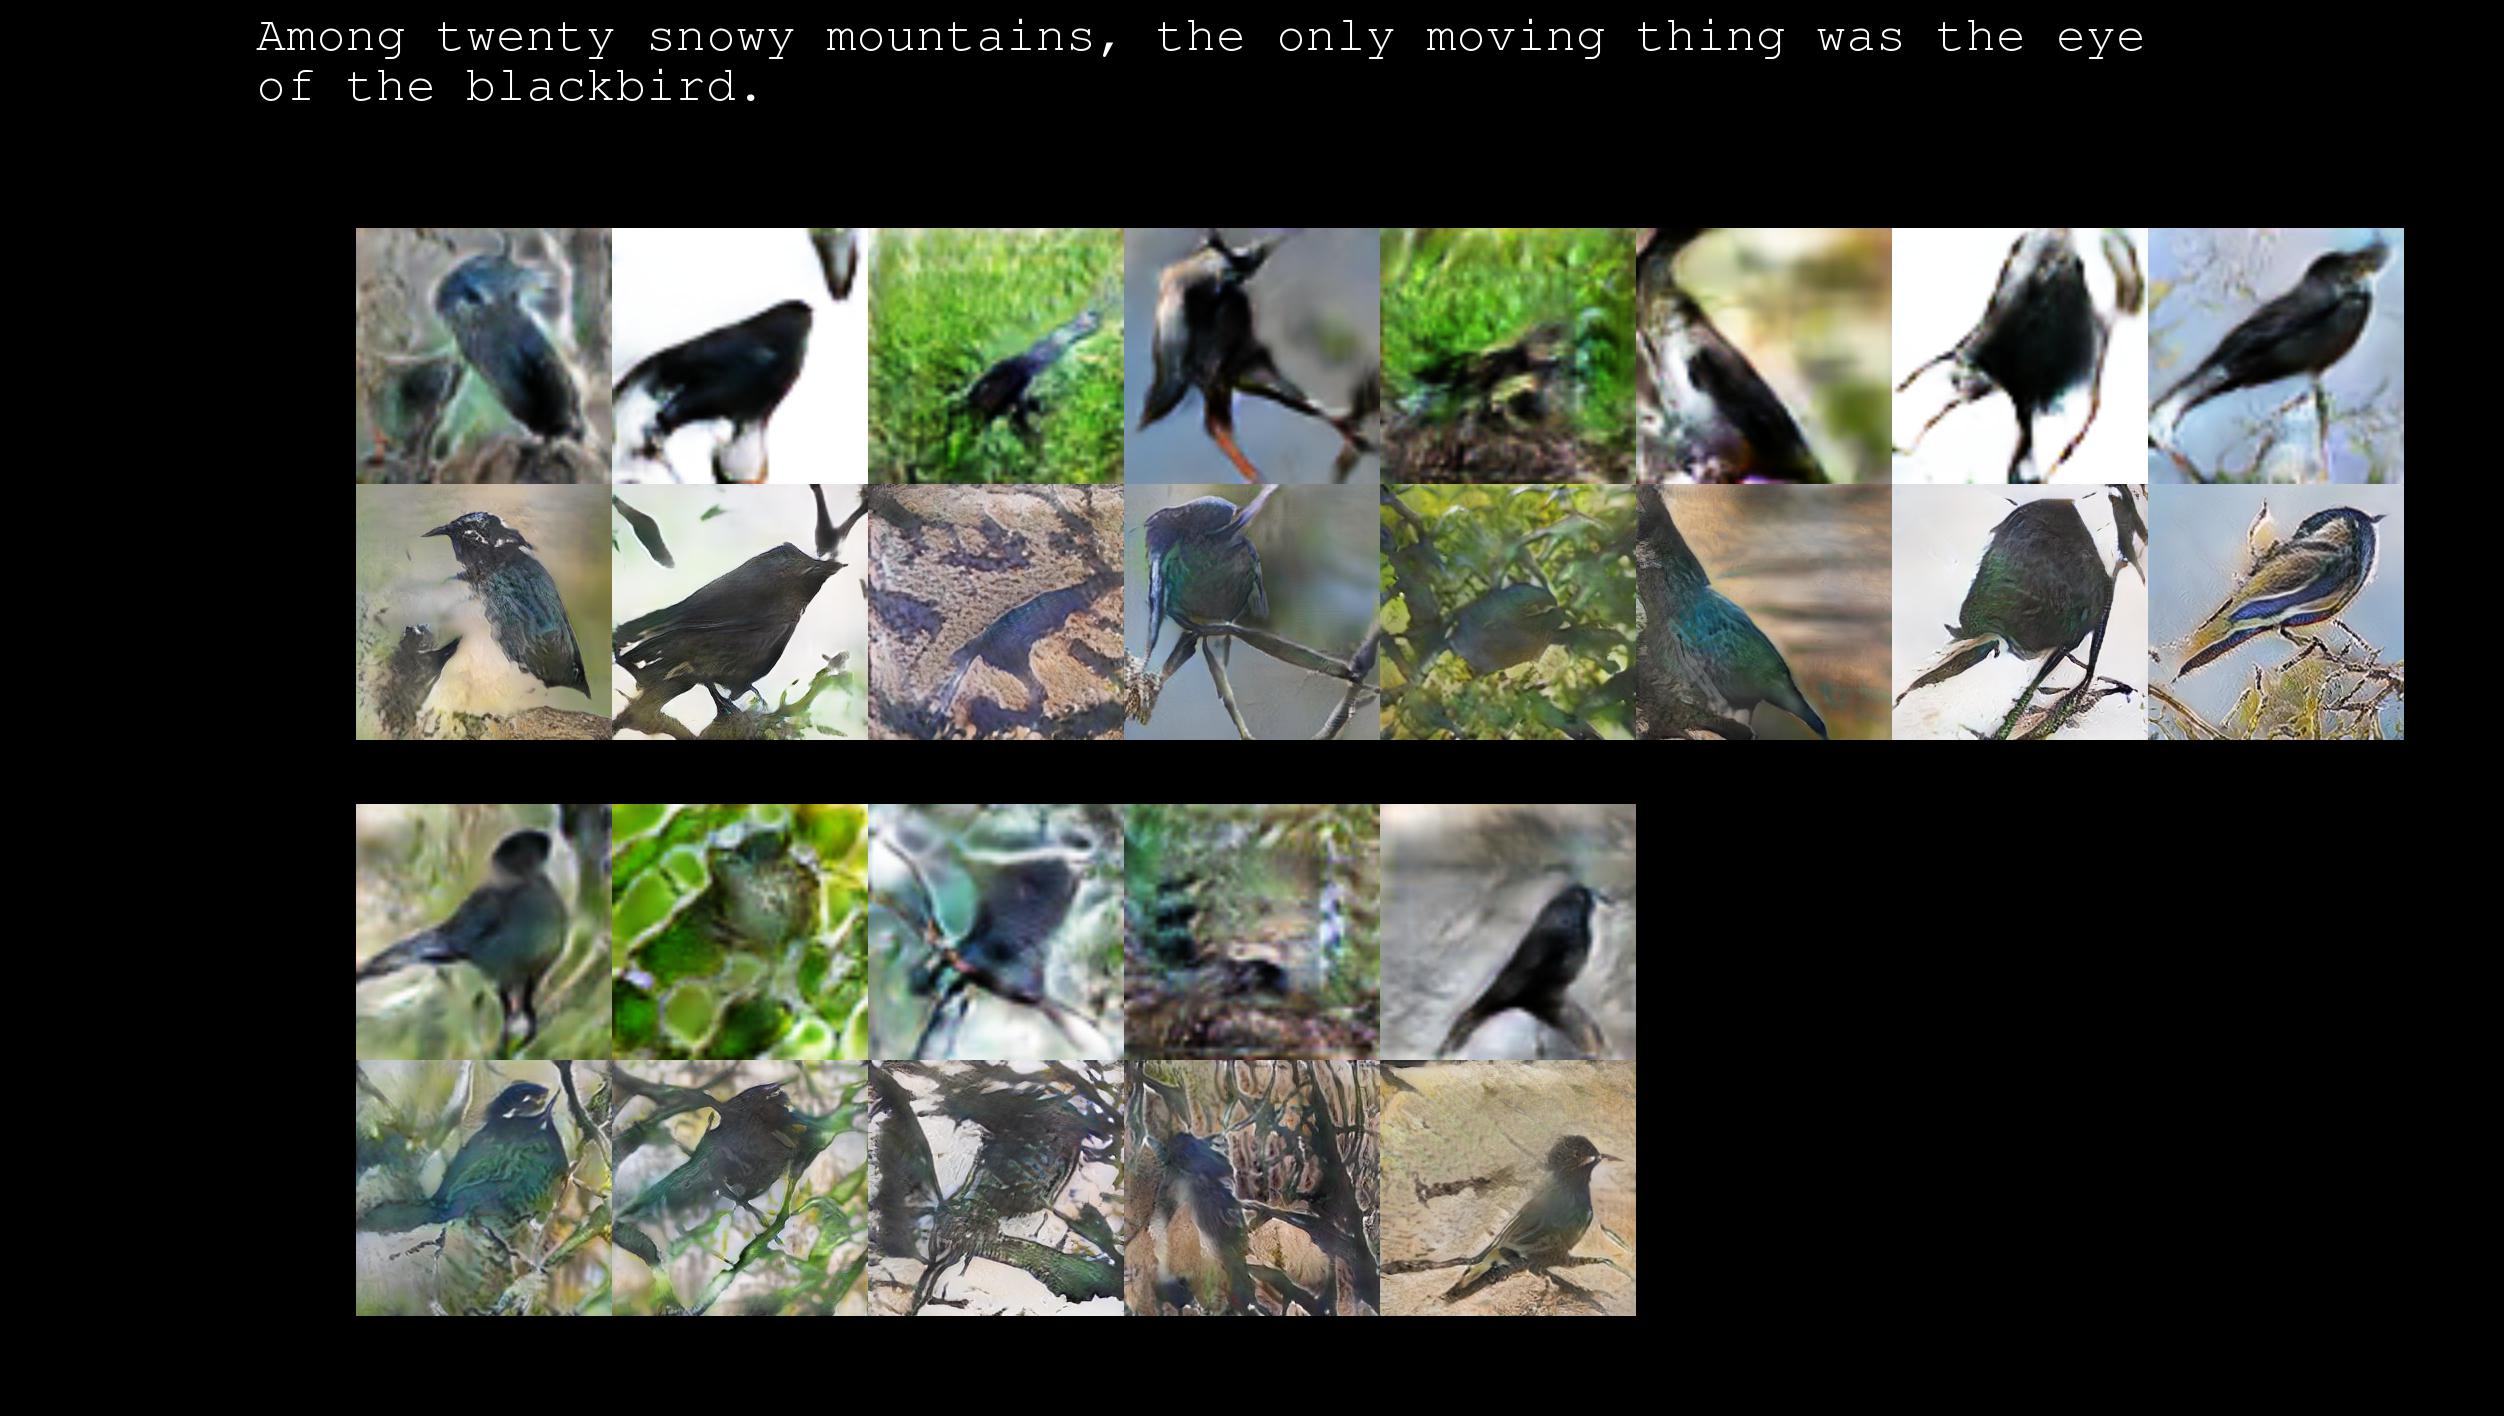 Among twenty snowy mountains, the only moving thing was the eye
of the blackbird.